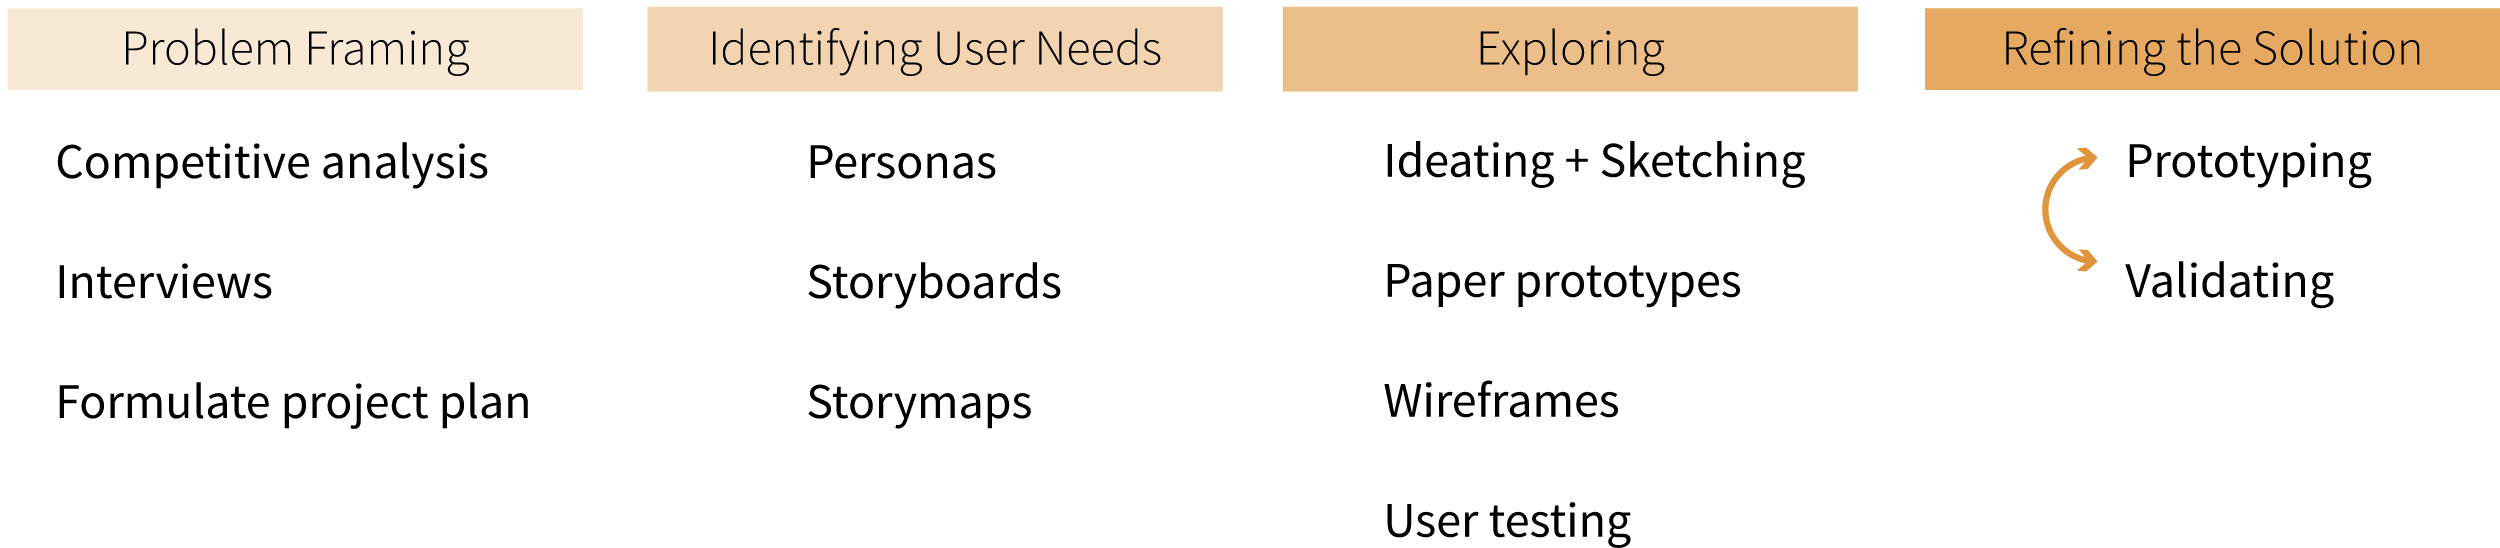 Problem Framing
Competitive analysis
Interviews
Formulate project plan
Identifying User Needs
Personas
Storyboards
Storymaps
Exploring
Ideating + Sketching
Paper prototypes
Wireframes
User testing
Refining the Solution
Prototyping
Validating